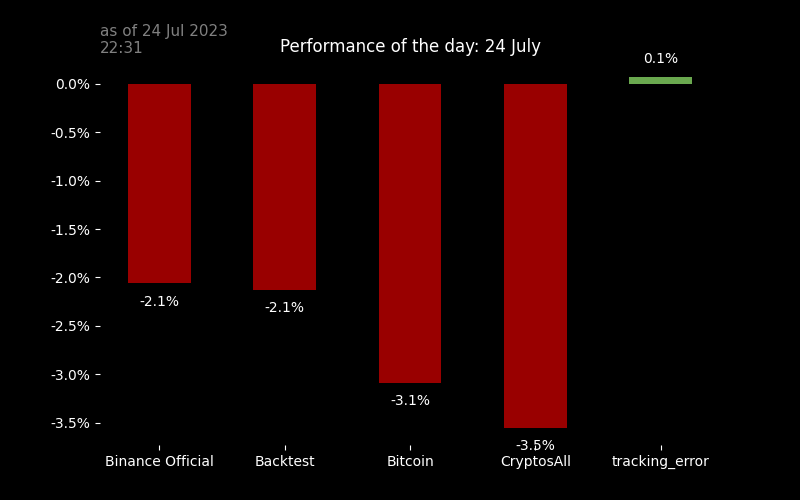 as of 24 Jul 2023
22:31
Performance of the day: 24 July
0.1%
0.0%
-0.5%
-1.0%
-1.5%
-2.0%
-2.5%
-3.0%
-3.5%
-2.1%
-2.1%
-3.1%
-3.5%
Binance Official
Backtest
Bitcoin
CryptosAll
tracking_error